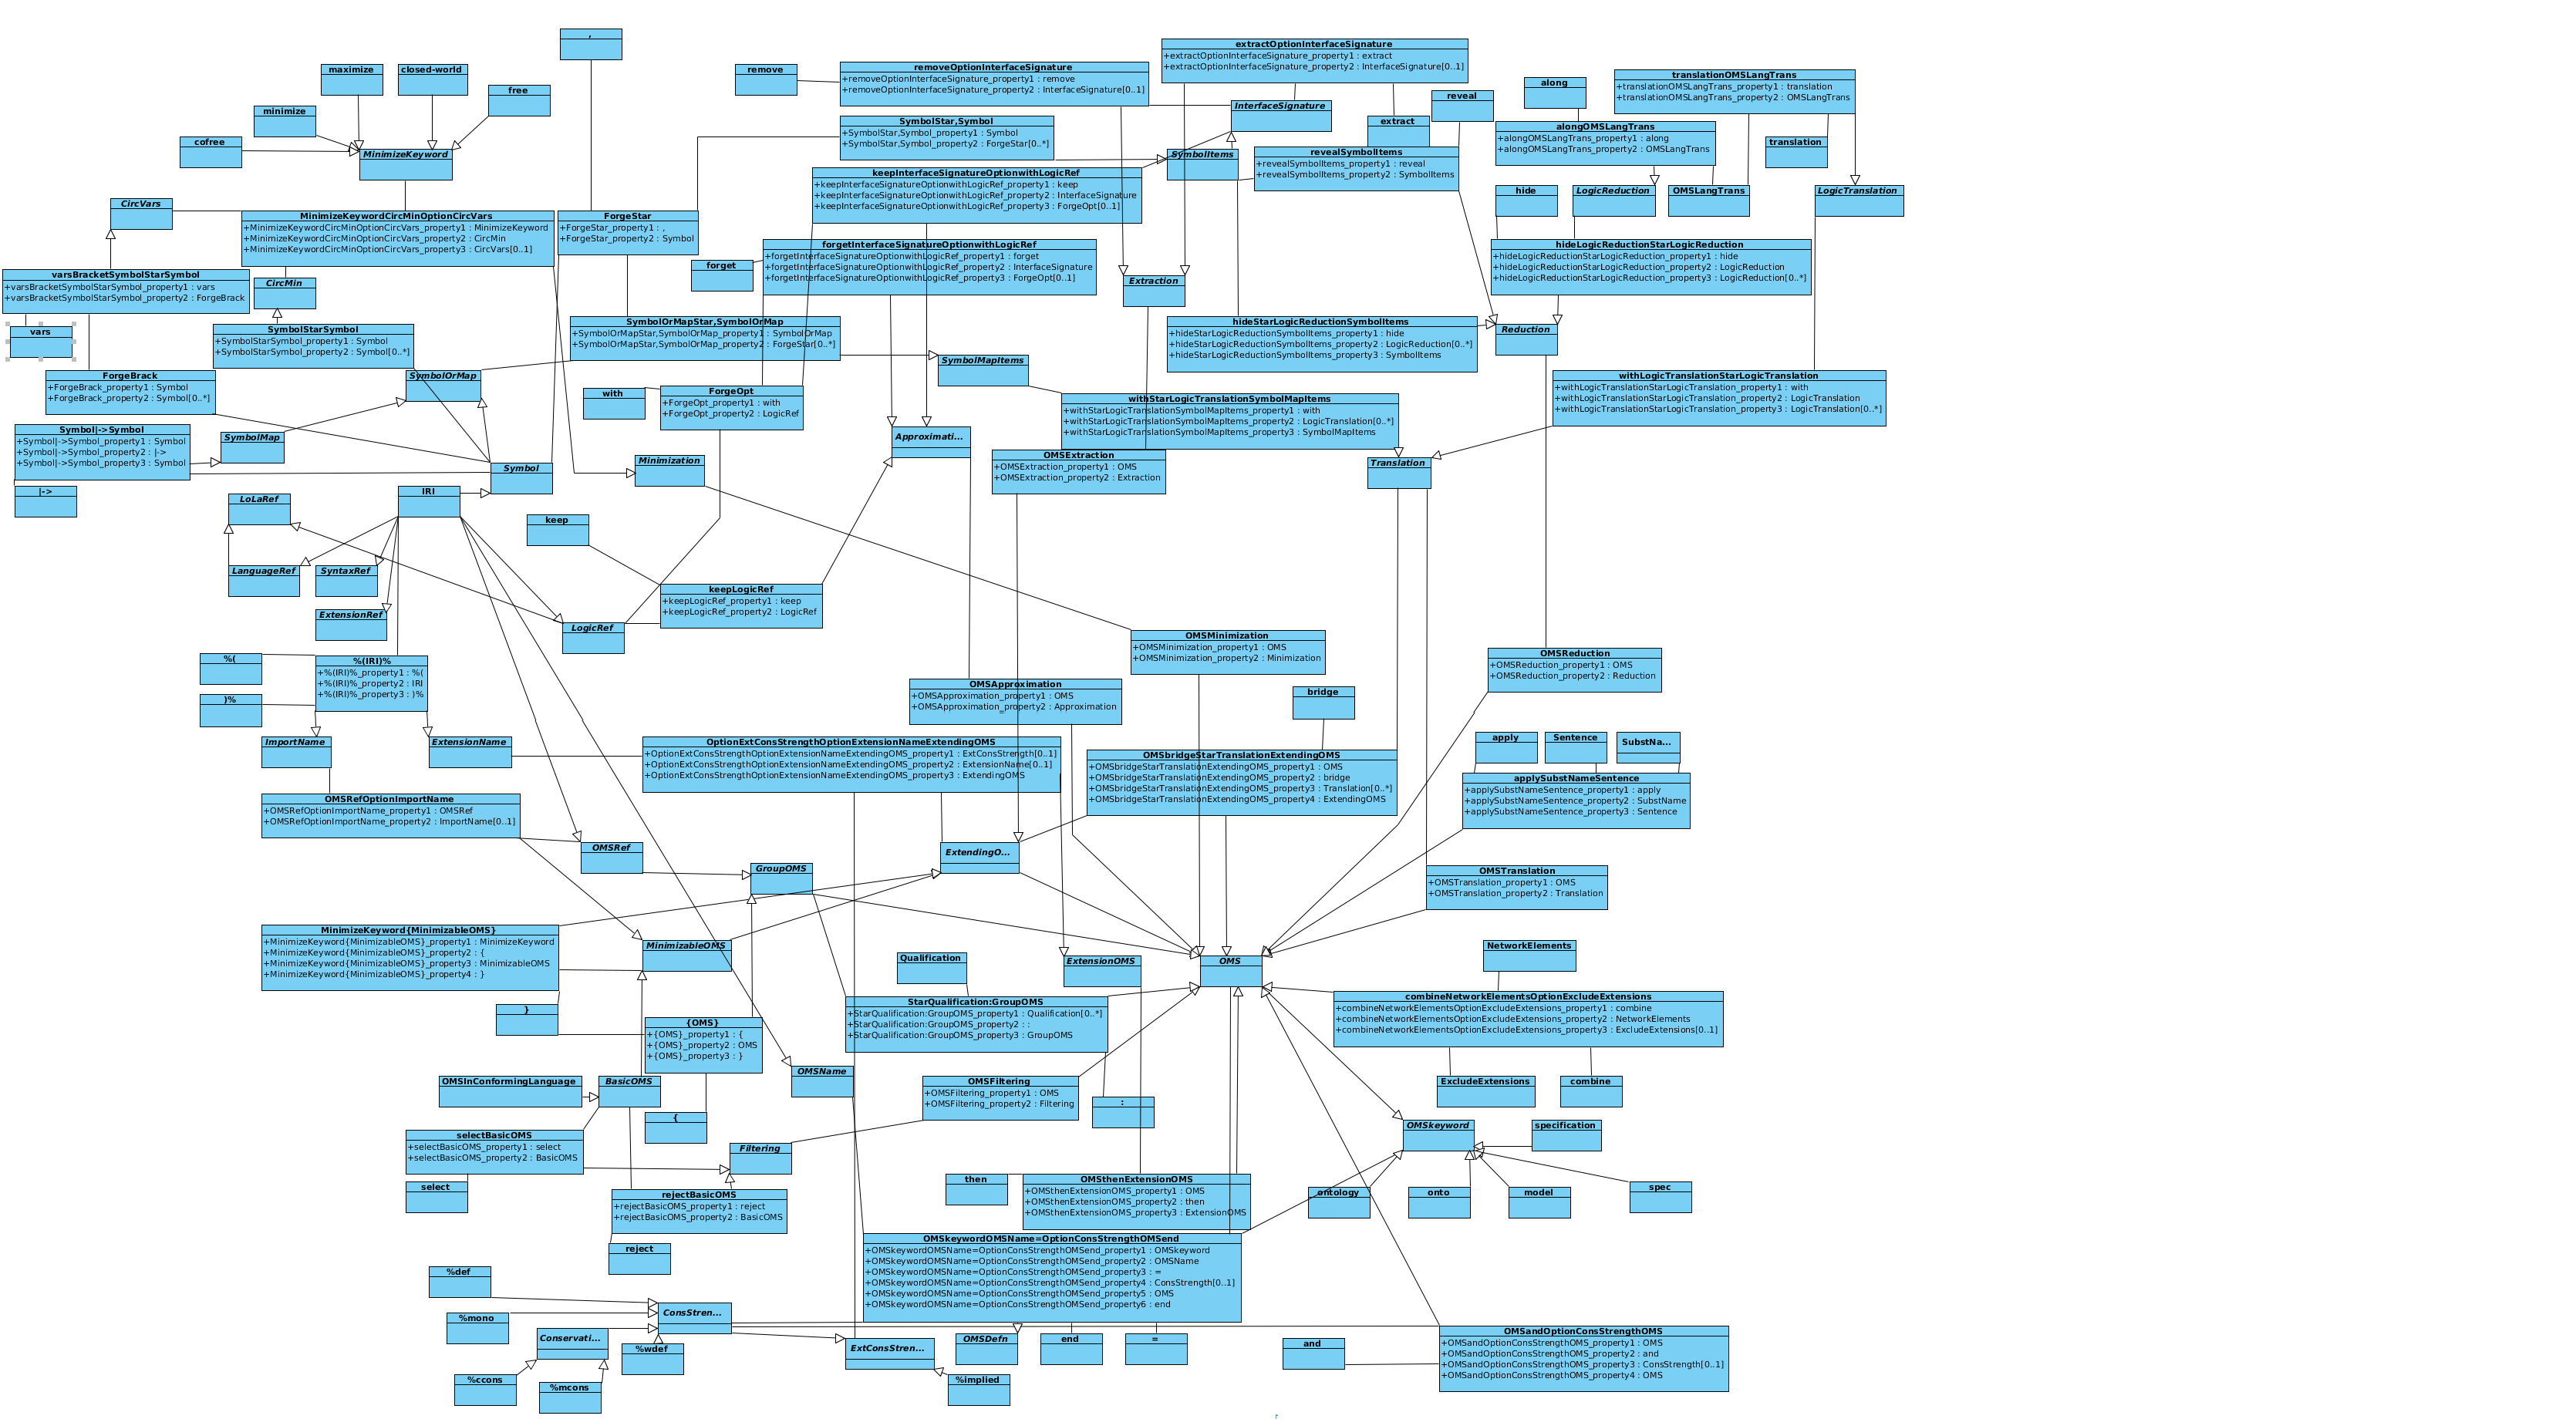 ,
extractOptionInterfaceSignature
+extractOptionInterfaceSignature_property1 : extract
+extractOptionInterfaceSignature_property2 : InterfaceSignature[0..1]
maximize
closed-world
remove
removeOptionInterfaceSignature
+removeOptionInterfaceSignature_property1 : remove
+removeOptionInterfaceSignature_property2 : InterfaceSignature[0..1]
translationOMSLangTrans
+translationOMSLangTrans_property1 : translation
+translationOMSLangTrans_property2 : OMSLangTrans
along
free
reveal
minimize
InterfaceSignature
SymbolStar,Symbol
+SymbolStar,Symbol_property1 : Symbol
+SymbolStar,Symbol_property2 : ForgeStar[0..*]
extract
alongOMSLangTrans
+alongOMSLangTrans_property1 : along
+alongOMSLangTrans_property2 : OMSLangTrans
cofree
translation
MinimizeKeyword
SymbolItems
revealSymbolItems
+revealSymbolItems_property1 : reveal
+revealSymbolItems_property2 : SymbolItems
keepInterfaceSignatureOptionwithLogicRef
+keepInterfaceSignatureOptionwithLogicRef_property1 : keep
+keepInterfaceSignatureOptionwithLogicRef_property2 : InterfaceSignature
+keepInterfaceSignatureOptionwithLogicRef_property3 : ForgeOpt[0..1]
hide
LogicReduction
OMSLangTrans
LogicTranslation
CircVars
MinimizeKeywordCircMinOptionCircVars
+MinimizeKeywordCircMinOptionCircVars_property1 : MinimizeKeyword
+MinimizeKeywordCircMinOptionCircVars_property2 : CircMin
+MinimizeKeywordCircMinOptionCircVars_property3 : CircVars[0..1]
ForgeStar
+ForgeStar_property1 : ,
+ForgeStar_property2 : Symbol
forgetInterfaceSignatureOptionwithLogicRef
+forgetInterfaceSignatureOptionwithLogicRef_property1 : forget
+forgetInterfaceSignatureOptionwithLogicRef_property2 : InterfaceSignature
+forgetInterfaceSignatureOptionwithLogicRef_property3 : ForgeOpt[0..1]
hideLogicReductionStarLogicReduction
+hideLogicReductionStarLogicReduction_property1 : hide
+hideLogicReductionStarLogicReduction_property2 : LogicReduction
+hideLogicReductionStarLogicReduction_property3 : LogicReduction[0..*]
forget
varsBracketSymbolStarSymbol
+varsBracketSymbolStarSymbol_property1 : vars
+varsBracketSymbolStarSymbol_property2 : ForgeBrack
CircMin
Extraction
vars
SymbolStarSymbol
+SymbolStarSymbol_property1 : Symbol
+SymbolStarSymbol_property2 : Symbol[0..*]
SymbolOrMapStar,SymbolOrMap
+SymbolOrMapStar,SymbolOrMap_property1 : SymbolOrMap
+SymbolOrMapStar,SymbolOrMap_property2 : ForgeStar[0..*]
hideStarLogicReductionSymbolItems
+hideStarLogicReductionSymbolItems_property1 : hide
+hideStarLogicReductionSymbolItems_property2 : LogicReduction[0..*]
+hideStarLogicReductionSymbolItems_property3 : SymbolItems
Reduction
SymbolMapItems
ForgeBrack
+ForgeBrack_property1 : Symbol
+ForgeBrack_property2 : Symbol[0..*]
SymbolOrMap
withLogicTranslationStarLogicTranslation
+withLogicTranslationStarLogicTranslation_property1 : with
+withLogicTranslationStarLogicTranslation_property2 : LogicTranslation
+withLogicTranslationStarLogicTranslation_property3 : LogicTranslation[0..*]
with
ForgeOpt
+ForgeOpt_property1 : with
+ForgeOpt_property2 : LogicRef
withStarLogicTranslationSymbolMapItems
+withStarLogicTranslationSymbolMapItems_property1 : with
+withStarLogicTranslationSymbolMapItems_property2 : LogicTranslation[0..*]
+withStarLogicTranslationSymbolMapItems_property3 : SymbolMapItems
Symbol|->Symbol
+Symbol|->Symbol_property1 : Symbol
+Symbol|->Symbol_property2 : |->
+Symbol|->Symbol_property3 : Symbol
SymbolMap
Approximati...
Minimization
OMSExtraction
+OMSExtraction_property1 : OMS
+OMSExtraction_property2 : Extraction
Translation
Symbol
|->
LoLaRef
IRI
keep
LanguageRef
SyntaxRef
keepLogicRef
+keepLogicRef_property1 : keep
+keepLogicRef_property2 : LogicRef
ExtensionRef
LogicRef
OMSMinimization
+OMSMinimization_property1 : OMS
+OMSMinimization_property2 : Minimization
%(
%(IRI)%
+%(IRI)%_property1 : %(
+%(IRI)%_property2 : IRI
+%(IRI)%_property3 : )%
OMSReduction
+OMSReduction_property1 : OMS
+OMSReduction_property2 : Reduction
)%
OMSApproximation
+OMSApproximation_property1 : OMS
+OMSApproximation_property2 : Approximation
bridge
ImportName
ExtensionName
OptionExtConsStrengthOptionExtensionNameExtendingOMS
+OptionExtConsStrengthOptionExtensionNameExtendingOMS_property1 : ExtConsStrength[0..1]
+OptionExtConsStrengthOptionExtensionNameExtendingOMS_property2 : ExtensionName[0..1]
+OptionExtConsStrengthOptionExtensionNameExtendingOMS_property3 : ExtendingOMS
OMSbridgeStarTranslationExtendingOMS
+OMSbridgeStarTranslationExtendingOMS_property1 : OMS
+OMSbridgeStarTranslationExtendingOMS_property2 : bridge
+OMSbridgeStarTranslationExtendingOMS_property3 : Translation[0..*]
+OMSbridgeStarTranslationExtendingOMS_property4 : ExtendingOMS
apply
Sentence
SubstNa...
applySubstNameSentence
+applySubstNameSentence_property1 : apply
+applySubstNameSentence_property2 : SubstName
+applySubstNameSentence_property3 : Sentence
OMSRefOptionImportName
+OMSRefOptionImportName_property1 : OMSRef
+OMSRefOptionImportName_property2 : ImportName[0..1]
OMSRef
ExtendingO...
GroupOMS
OMSTranslation
+OMSTranslation_property1 : OMS
+OMSTranslation_property2 : Translation
MinimizeKeyword{MinimizableOMS}
+MinimizeKeyword{MinimizableOMS}_property1 : MinimizeKeyword
+MinimizeKeyword{MinimizableOMS}_property2 : {
+MinimizeKeyword{MinimizableOMS}_property3 : MinimizableOMS
+MinimizeKeyword{MinimizableOMS}_property4 : }
MinimizableOMS
Qualification
ExtensionOMS
OMS
NetworkElements
}
StarQualification:GroupOMS
+StarQualification:GroupOMS_property1 : Qualification[0..*]
+StarQualification:GroupOMS_property2 : :
+StarQualification:GroupOMS_property3 : GroupOMS
combineNetworkElementsOptionExcludeExtensions
+combineNetworkElementsOptionExcludeExtensions_property1 : combine
+combineNetworkElementsOptionExcludeExtensions_property2 : NetworkElements
+combineNetworkElementsOptionExcludeExtensions_property3 : ExcludeExtensions[0..1]
{OMS}
+{OMS}_property1 : {
+{OMS}_property2 : OMS
+{OMS}_property3 : }
OMSName
OMSInConformingLanguage
BasicOMS
OMSFiltering
+OMSFiltering_property1 : OMS
+OMSFiltering_property2 : Filtering
:
ExcludeExtensions
combine
{
selectBasicOMS
+selectBasicOMS_property1 : select
+selectBasicOMS_property2 : BasicOMS
Filtering
OMSkeyword
specification
select
rejectBasicOMS
+rejectBasicOMS_property1 : reject
+rejectBasicOMS_property2 : BasicOMS
then
OMSthenExtensionOMS
+OMSthenExtensionOMS_property1 : OMS
+OMSthenExtensionOMS_property2 : then
+OMSthenExtensionOMS_property3 : ExtensionOMS
ontology
onto
model
spec
reject
OMSkeywordOMSName=OptionConsStrengthOMSend
+OMSkeywordOMSName=OptionConsStrengthOMSend_property1 : OMSkeyword
+OMSkeywordOMSName=OptionConsStrengthOMSend_property2 : OMSName
+OMSkeywordOMSName=OptionConsStrengthOMSend_property3 : =
+OMSkeywordOMSName=OptionConsStrengthOMSend_property4 : ConsStrength[0..1]
+OMSkeywordOMSName=OptionConsStrengthOMSend_property5 : OMS
+OMSkeywordOMSName=OptionConsStrengthOMSend_property6 : end
%def
ConsStren...
%mono
Conservati...
%wdef
ExtConsStren...
OMSDefn
end
=
and
OMSandOptionConsStrengthOMS
+OMSandOptionConsStrengthOMS_property1 : OMS
+OMSandOptionConsStrengthOMS_property2 : and
+OMSandOptionConsStrengthOMS_property3 : ConsStrength[0..1]
+OMSandOptionConsStrengthOMS_property4 : OMS
%ccons
%mcons
%implied